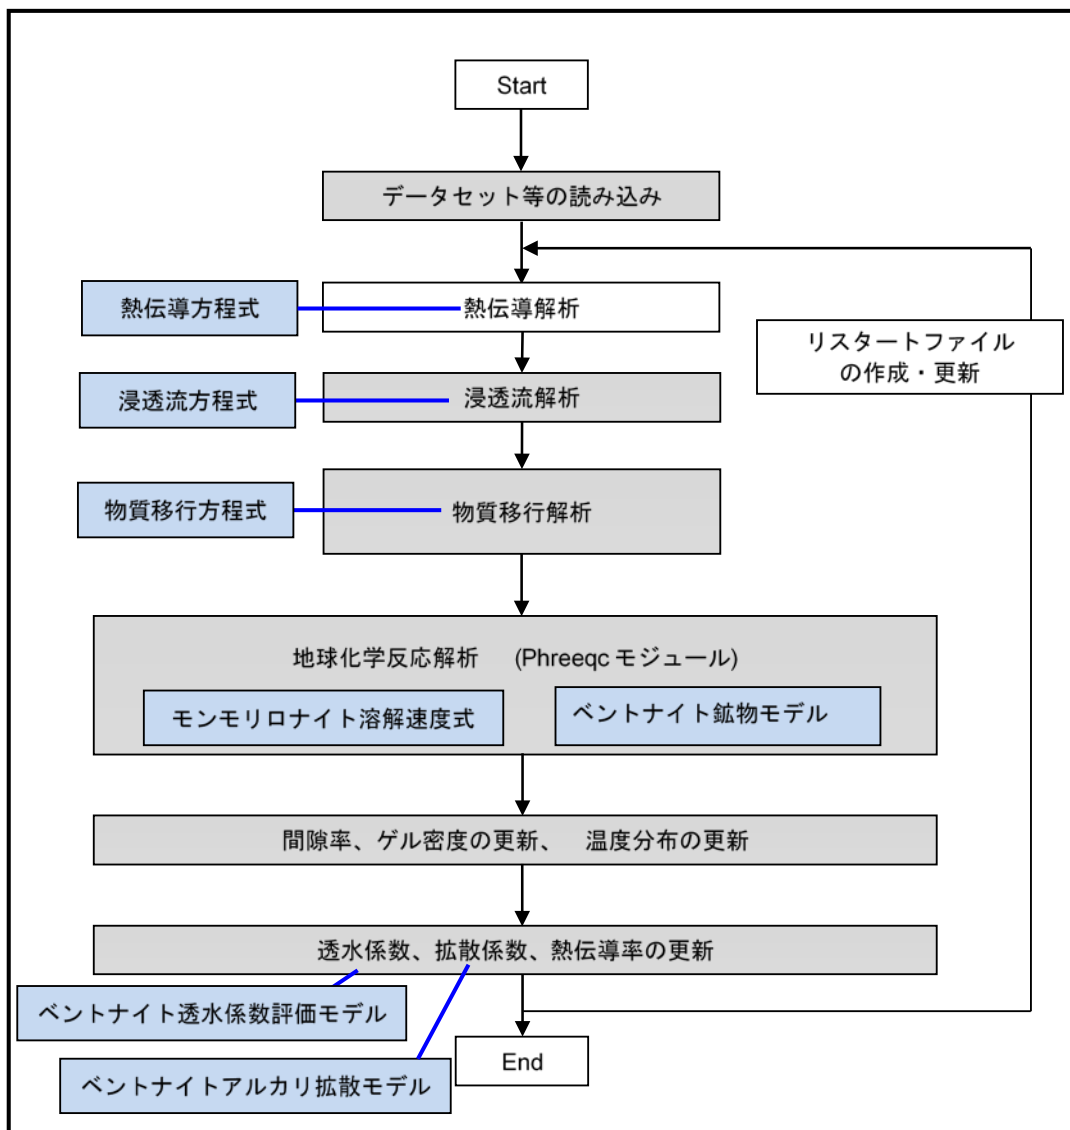 Start
データセット等の読み込み
熱伝導方程式
熱伝導解析
リスタートファイル
の作成・更新
浸透流方程式
浸透流解析
物質移行方程式
物質移行解析
地球化学反応解析 (Phreeqc モジュール)
モンモリロナイト溶解速度式
ベントナイト鉱物モデル
間隙率、ゲル密度の更新、 温度分布の更新
透水係数、拡散係数、熱伝導率の更新
ベントナイト透水係数評価モデル
End
ベントナイトアルカリ拡散モデル